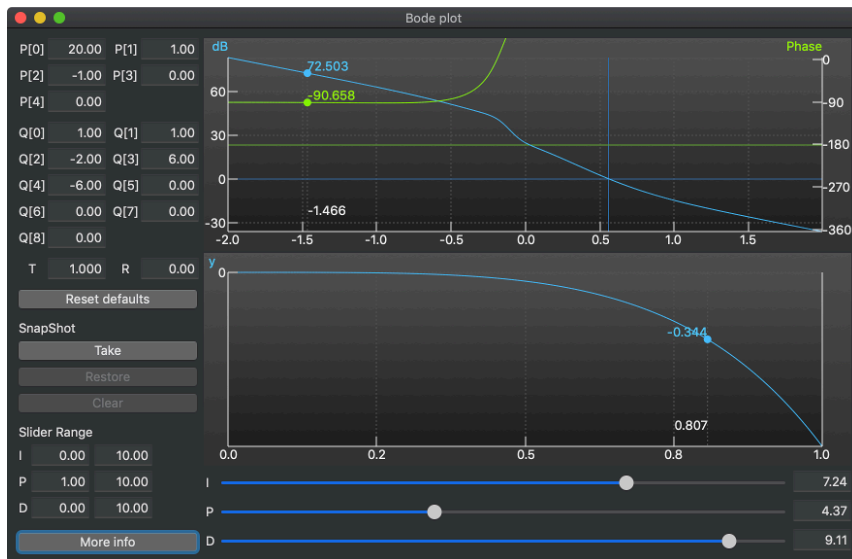 Bode plot
P[0] 20.00 P[1] 1.00
P[2] -1.00 P[3] 0.00
P[4] 0.00
Q[0] 1.00 Q[1] 1.00
Q[2] -2.00 Q[3] 6.00
Q[4] -6.00 Q[5] 0.00
Q[6] 0.00 Q[7] 0.00
Q[8] 0.00
T 1.000 R 0.00
Reset defaults
SnapShot
Take
Restore
Clear
Slider Range
I 0.00 10.00
P 1.00 10.00
D 0.00 10.00
More info
dB Phase
72.503 0
60 -90.658 -90
30 -180
0 -270
-1.466
-30 -360
-2.0 -1.5 -1.0 -0.5 0.0 0.5 1.0 1.5
y
0
-0.344
0.807
0.0 0.2 0.5 0.8 1.0
I 7.24
P 4.37
D 9.11